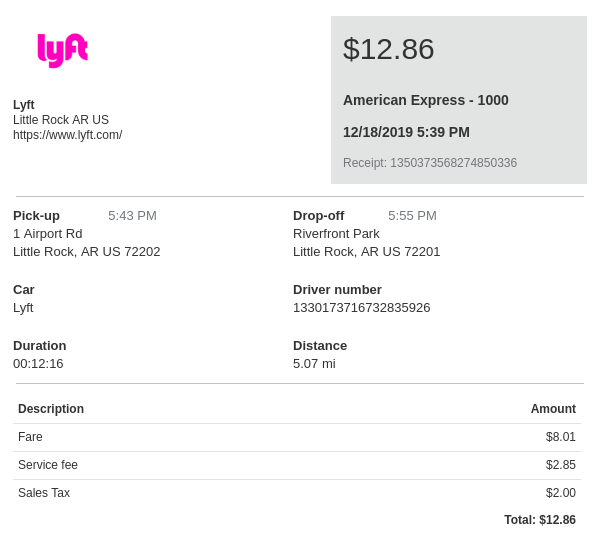 lyft
$12.86
Lyft
Little Rock AR US
https://www.lyft.com/
American Express - 1000
12/18/2019 5:39 PM
Receipt: 1350373568274850336
Pick-up 5:43 PM
1 Airport Rd
Little Rock, AR US 72202
Drop-off 5:55 PM
Riverfront Park
Little Rock, AR US 72201
Car
Lyft
Driver number
1330173716732835926
Duration
00:12:16
Distance
5.07 mi
Description Amount
Fare $8.01
Service fee $2.85
Sales Tax $2.00
Total: $12.86